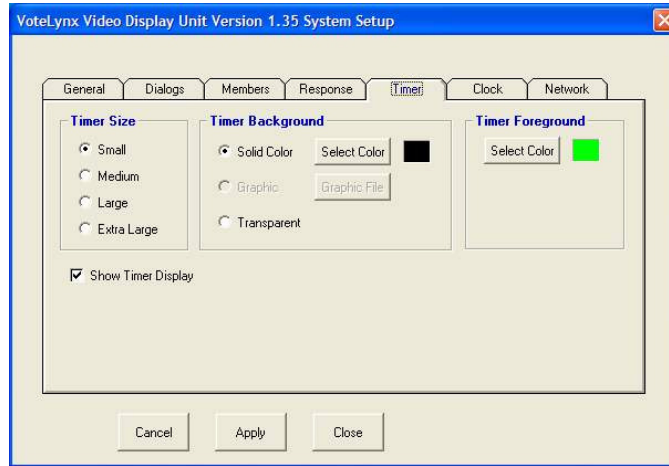 VoteLynx Video Display Unit Version 1.35 System Setup
General Dialogs Members Response Timer Clock Network
Timer Size
Small
Medium
Large
Extra Large
Timer Background
Solid Color Select Color
Graphic Graphic File
Transparent
Timer Foreground
Select Color
Show Timer Display
Cancel Apply Close